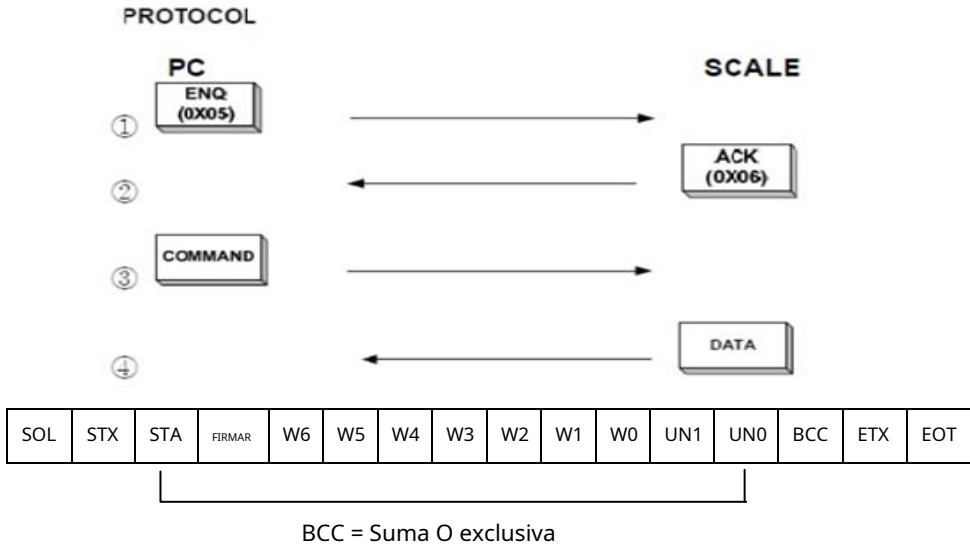 PROTOCOL
PC
SCALE
ENQ
(0X05)
①
ACK
(0X06)
②
COMMAND
③
DATA
④
SOL STX STA FIRMAR W6 W5 W4 W3 W2 W1 W0 UN1 UN0 BCC ETX EOT
BCC = Suma O exclusiva